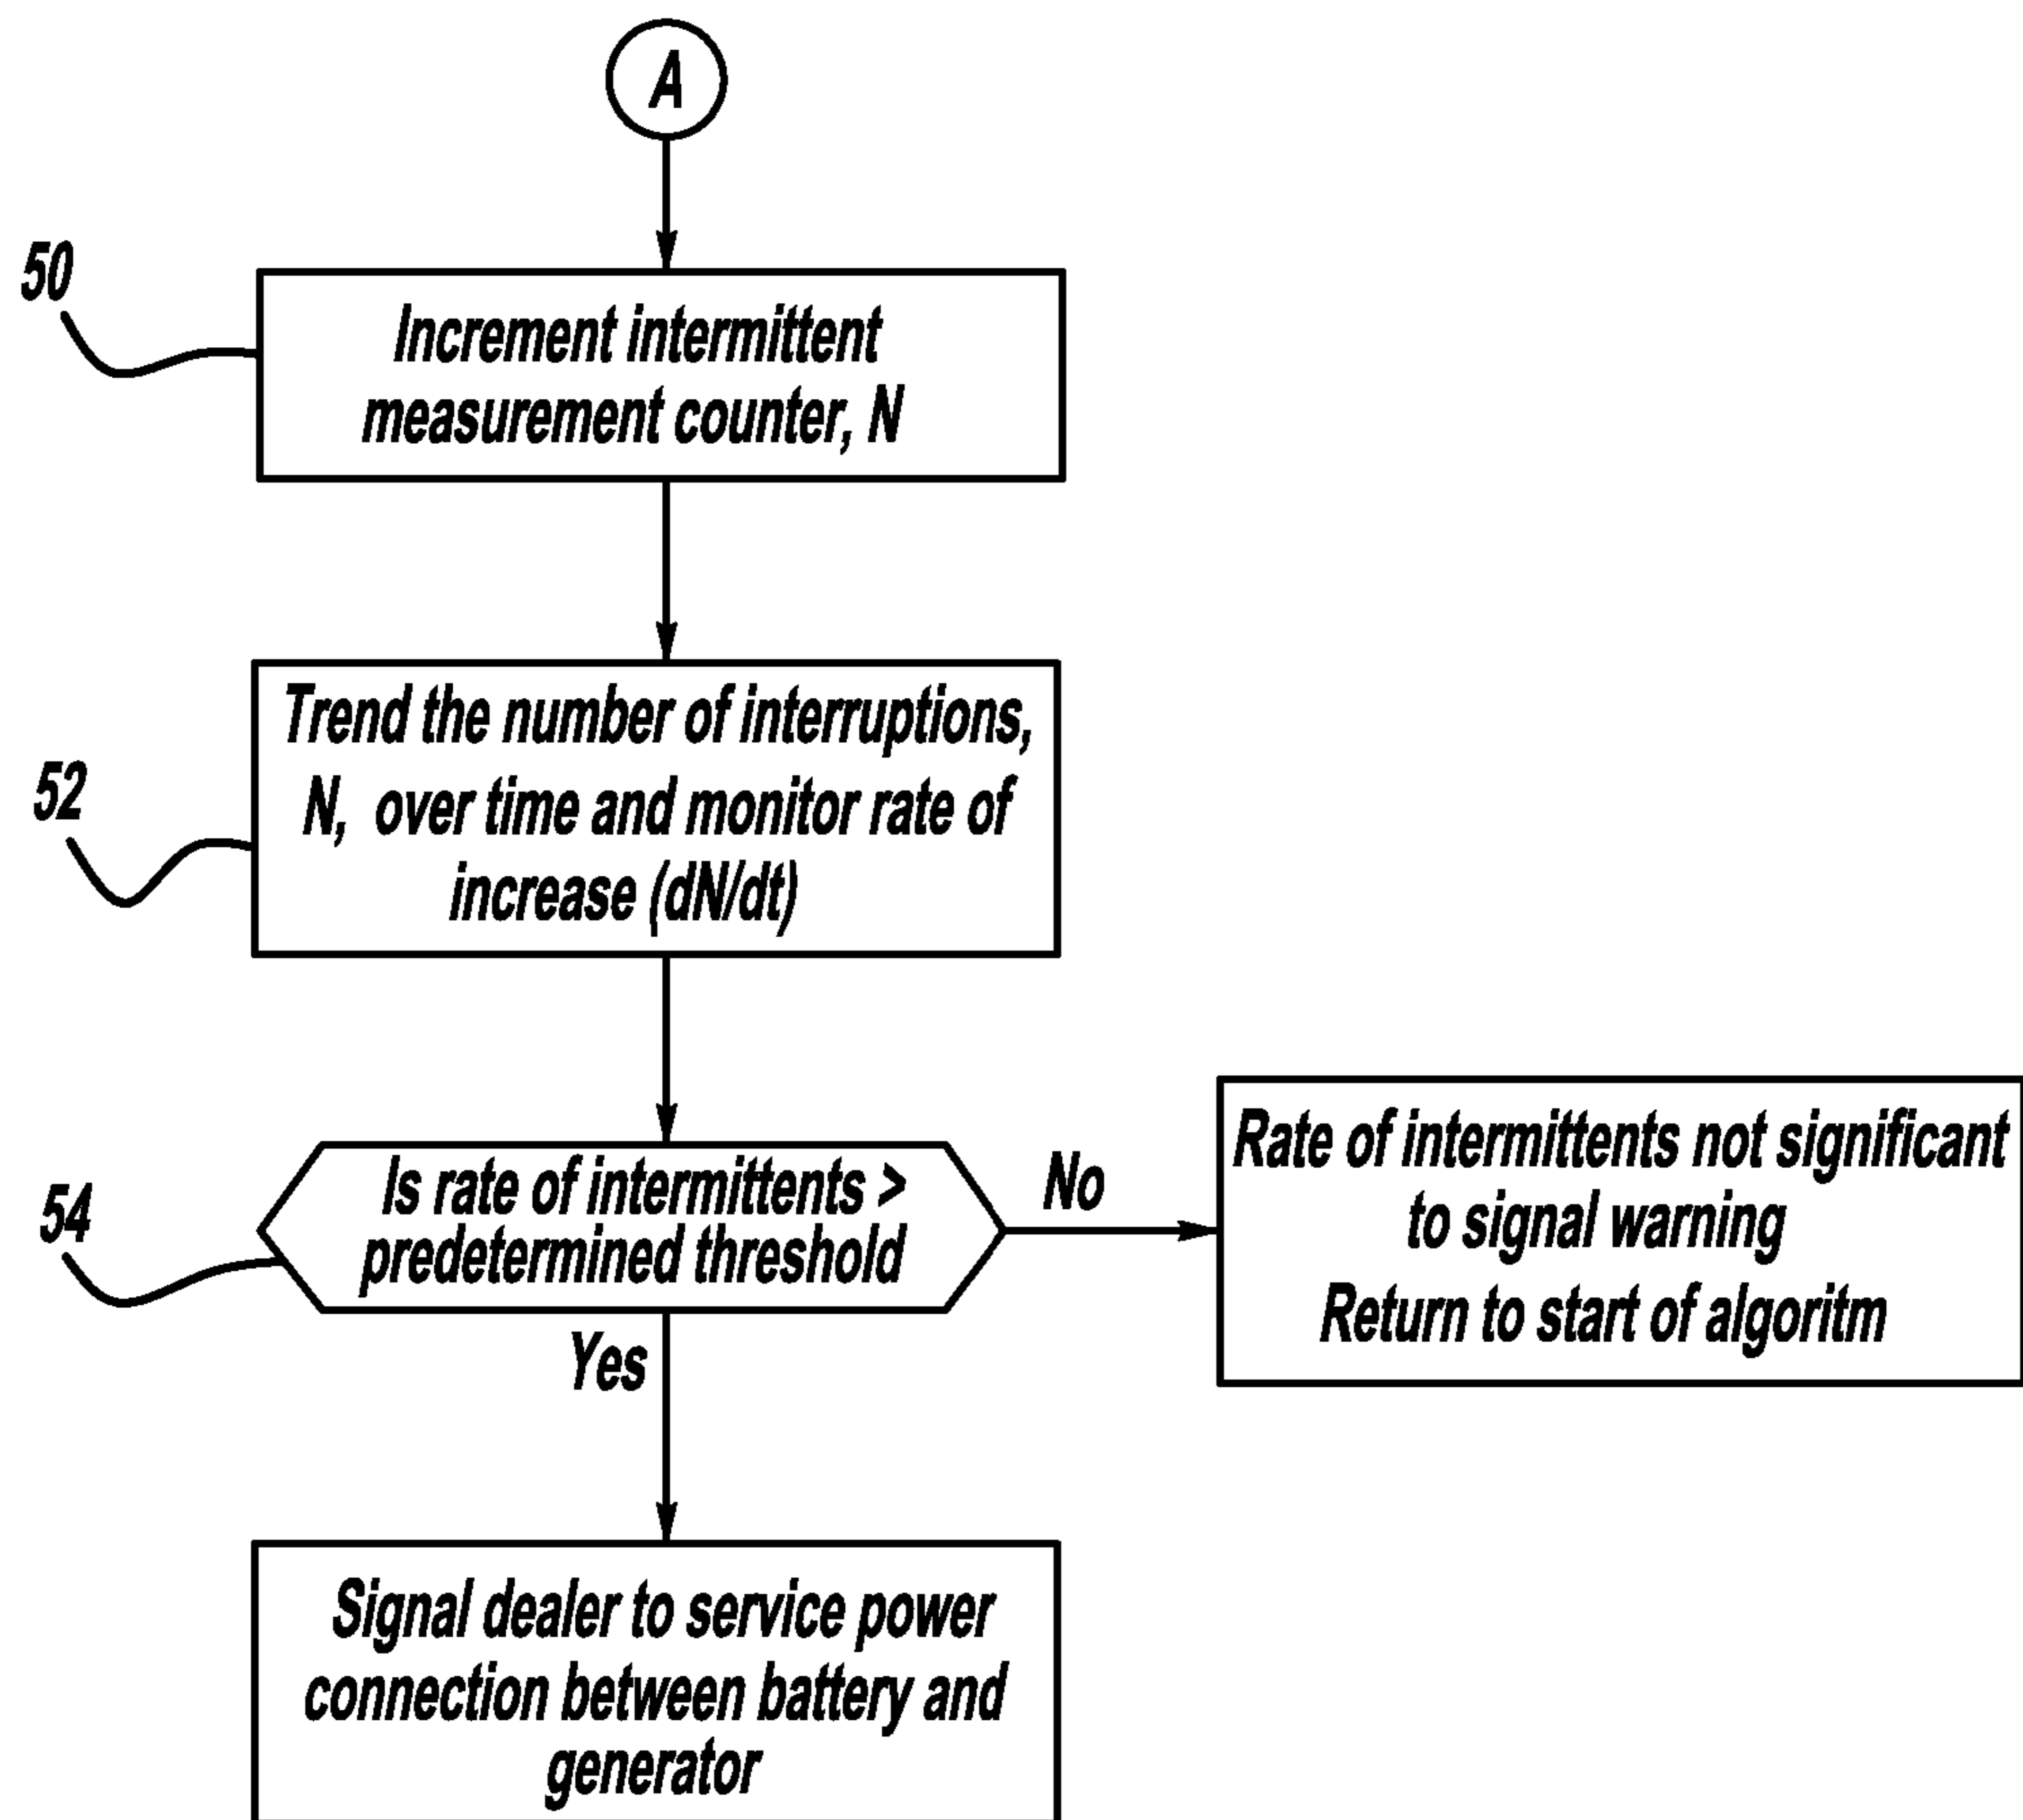 A
50
Increment intermittent
measurement counter, N
52
Trend the number of interruptions,
N, over time and monitor rate of
increase (dN/dt)
54
Is rate of intermittents >
predetermined threshold
No
Rate of intermittents not significant
to signal warning
Return to start of algoritm
Yes
Signal dealer to service power
connection between battery and
generator